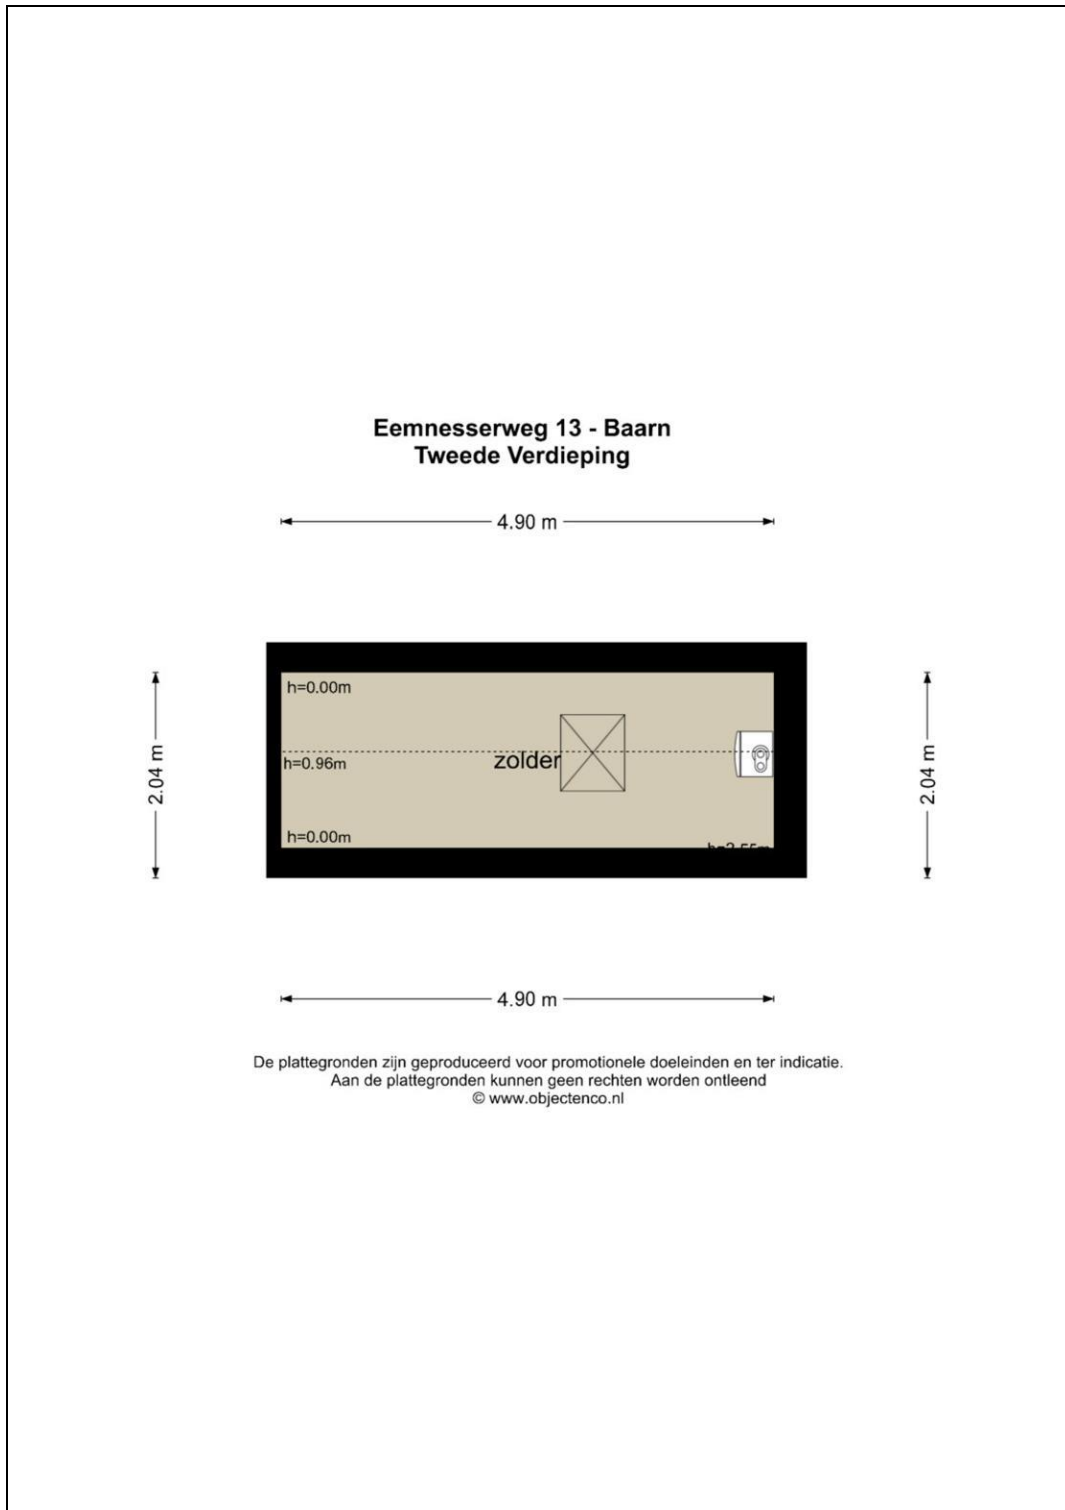 Eemnesserweg 13 - Baarn
Tweede Verdieping
4.90 m
h=0.00m
2.04 m
zolder
h=0.96m
2.04 m
h=0.00m
4.90 m
De plattegronden zijn geproduceerd voor promotionele doeleinden en ter indicatie.
Aan de plattegronden kunnen geen rechten worden ontleend
© www.objectenco.nl